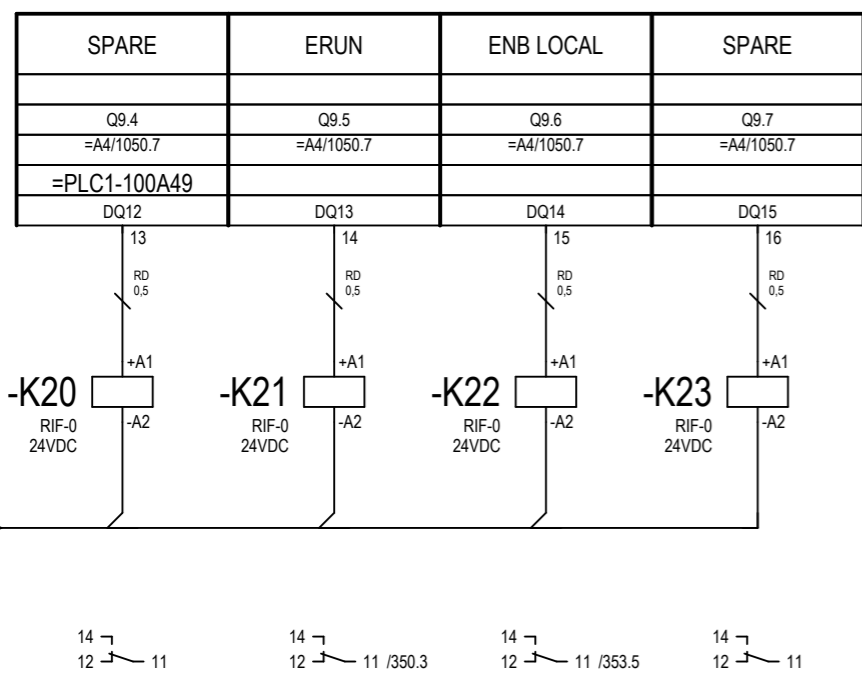 SPARE ERUN ENB LOCAL SPARE
Q9.4 Q9.5 Q9.6 Q9.7
=A4/1050.7 =A4/1050.7 =A4/1050.7 =A4/1050.7
=PLC1-100A49
DQ12 DQ13 DQ14 DQ15
13 14 15 16
RD RD RD RD
0,5 0,5 0,5 0,5
+A1 +A1 +A1 +A1
-K20 -K21 -K22 -K23
-A2 -A2 -A2 -A2
RIF-0 RIF-0 RIF-0 RIF-0
24VDC 24VDC 24VDC 24VDC
14 14 14 14
12 11 12 11 /350.3 12 11 /353.5 12 11